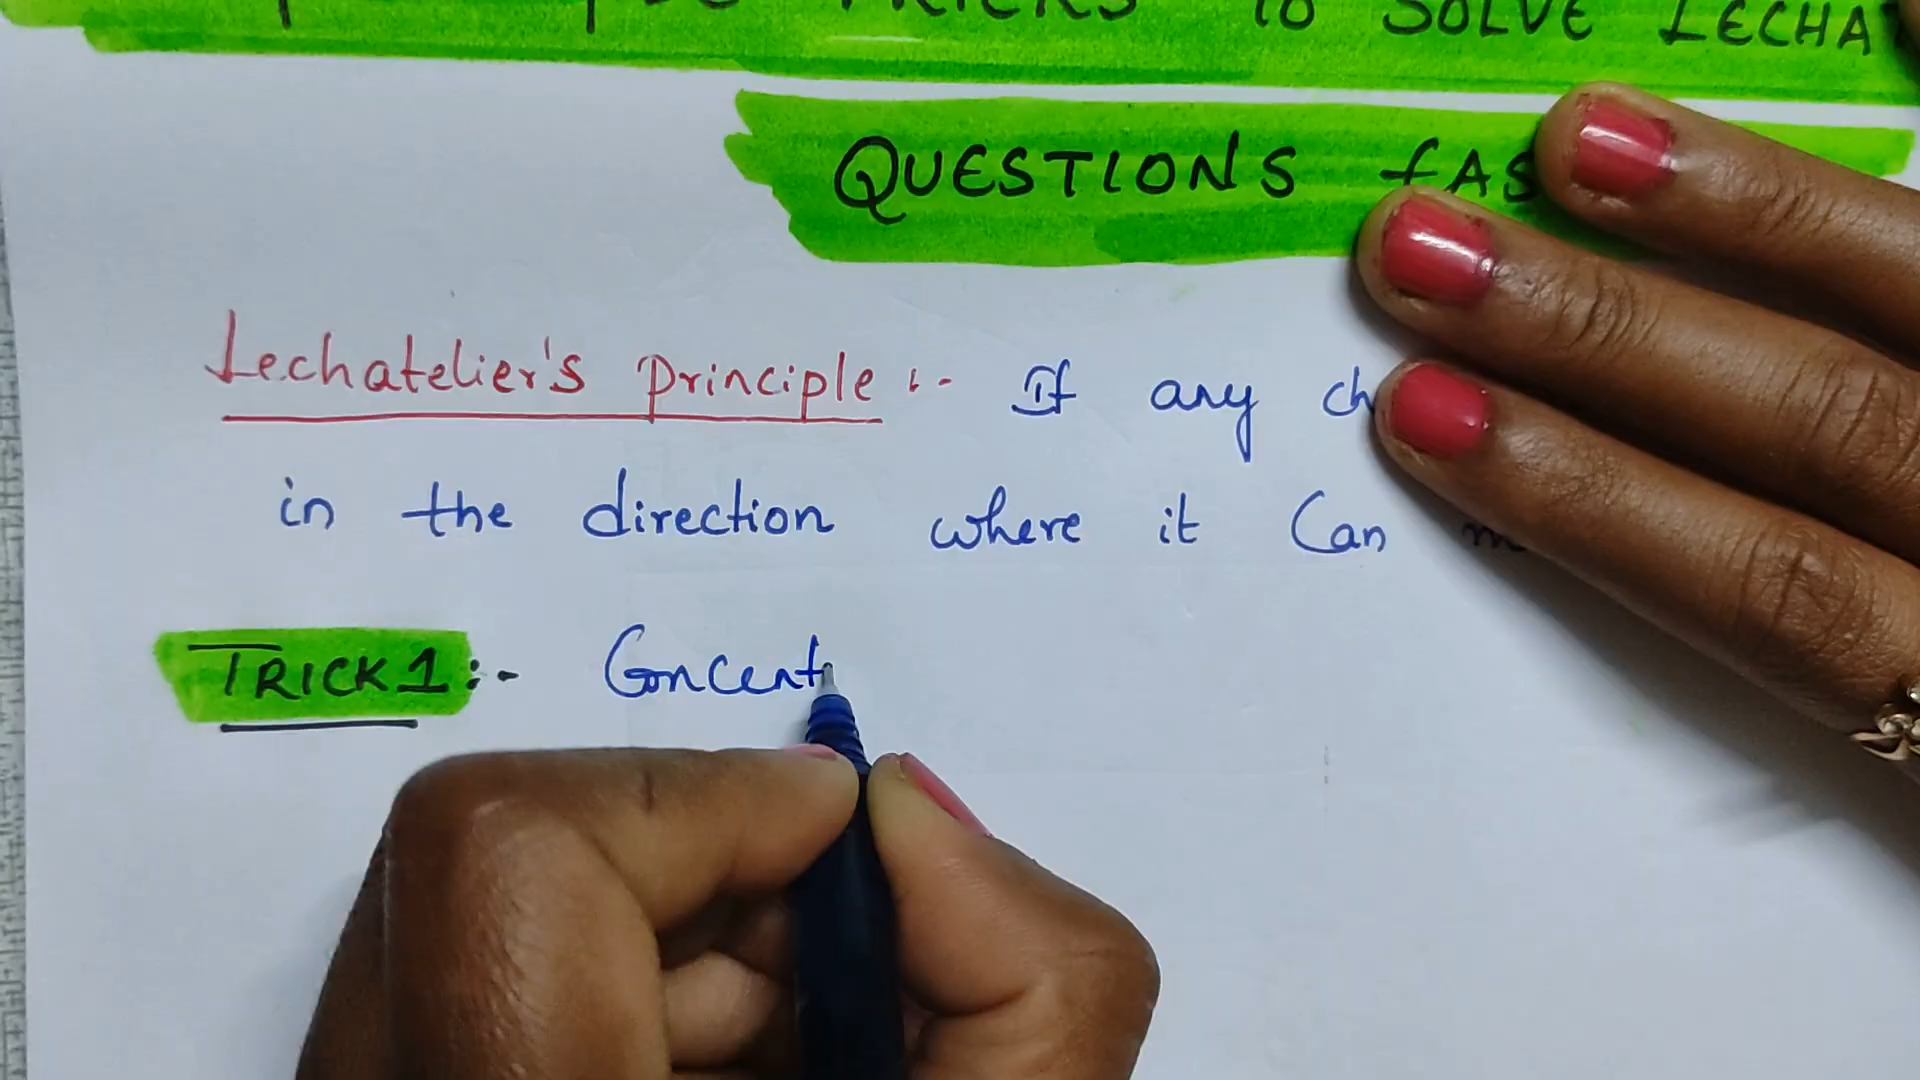 TRICKS TO SOLVE LECHA
QUESTIONS fAS
Lechatelier's principle :- If any ch
in the direction where it Can
TRICK 1 :- Concent